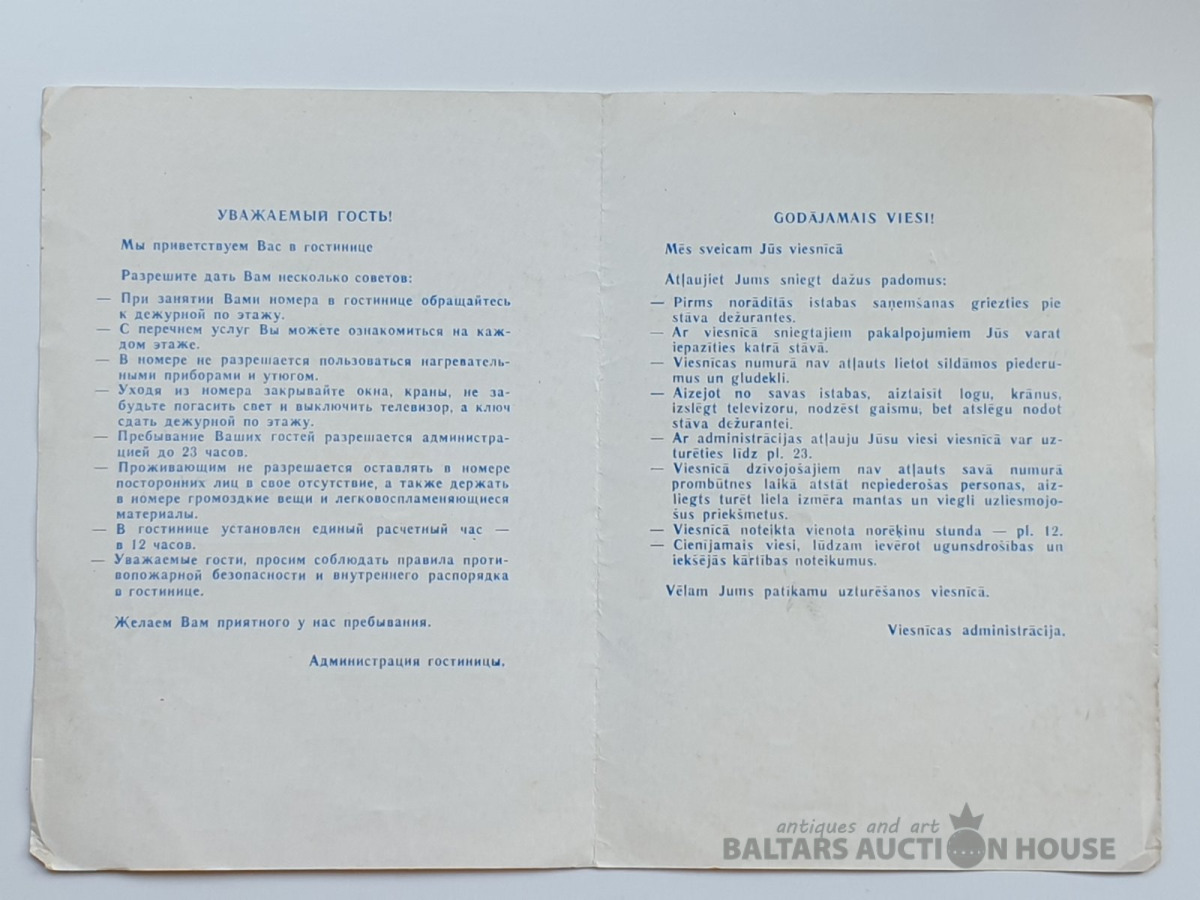 УВАЖАЕМЫЙ ГОСТЬ!
Мы приветствуем Вас в гостинице
Разрешите дать Вам несколько советов:
— При занятии Вами номера в гостинице обращайтесь
к дежурной по этажу.
— С перечнем услуг Вы можете ознакомиться на каж-
дом этаже.
— В номере не разрешается пользоваться нагреватель-
ными приборами и утюгом.
— Уходя из номера закрывайте окна, краны, не за-
будьте погасить свет и выключить телевизор, а ключ
сдать дежурной по этажу.
— Пребывание Ваших гостей разрешается администра-
цией до 23 часов.
— Проживающим не разрешается оставлять в номере
посторонних лиц в свое отсутствие, а также держать
в номере громоздкие вещи и легковоспламеняющиеся
материалы.
— В гостинице установлен единый расчетный час —
в 12 часов.
— Уважаемые гости, просим соблюдать правила проти-
вопожарной безопасности и внутреннего распорядка
в гостинице.
Желаем Вам приятного у нас пребывания.
Администрация гостиницы.
GODĀJAMAIS VIESI!
Mēs sveicam Jūs viesnīcā
Atļaujiet Jums sniegt dažus padomus:
— Pirms norādītās istabas saņemšanas griezties pie
stāva dežurantes.
— Ar viesnīcā sniegtajiem pakalpojumiem Jūs varat
iepazīties katrā stāvā.
— Viesnīcas numurā nav atļauts lietot sildāmos piederu-
mus un gludekli.
— Aizejot no savas istabas, aiztaisīt logu, krānus,
izslēgt televizoru, nodzēst gaismu, bet atslēgu nodot
stāva dežurantei.
— Ar administrācijas atļauju Jūsu viesi viesnīcā var uz-
turēties līdz pl. 23.
— Viesnīcā dzīvojošajiem nav atļauts savā numurā
prombūtnes laikā atstāt nepiederošas personas, aiz-
liegts turēt liela izmēra mantas un viegli uzliesmojo-
šus priekšmetus.
— Viesnīcā noteikta vienota norēķinu stunda — pl. 12.
— Cienījamais viesi, lūdzam ievērot ugunsdrošības un
iekšējās kārtības noteikumus.
Vēlam Jums patīkamu uzturēšanos viesnīcā.
Viesnīcas administrācija.
antiques and art
BALTARS AUCTION HOUSE